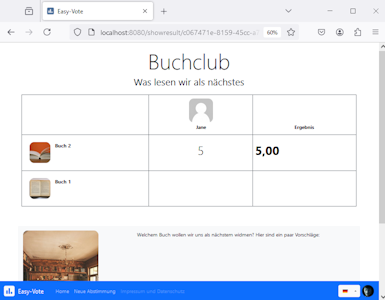 Easy-Vote
localhost:8080/showresult/c067471e-8159-45cc-a
60%
Buchclub
Was lesen wir als nächstes
Jane
Ergebnis
Buch 2
5
5,00
Buch 1
Welchem Buch wollen wir uns als nächstem widmen? Hier sind ein paar Vorschläge:
Easy-Vote
Home
Neue Abstimmung
Impressum und Datenschutz